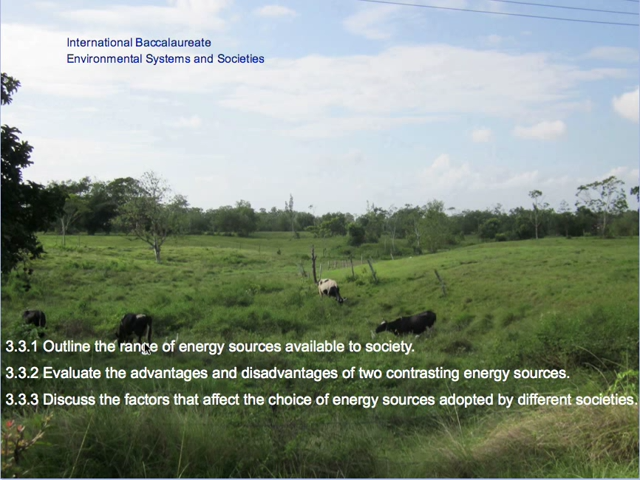 International Baccalaureate
Environmental Systems and Societies
3.3.1 Outline the range of energy sources available to society.
3.3.2 Evaluate the advantages and disadvantages of two contrasting energy sources.
3.3.3 Discuss the factors that affect the choice of energy sources adopted by different societies.